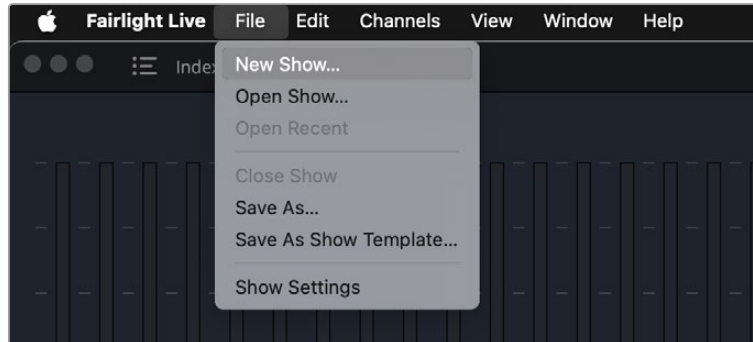 Fairlight Live File Edit Channels View Window Help
Inde
New Show...
Open Show...
Open Recent
Close Show
Save As...
Save As Show Template...
Show Settings